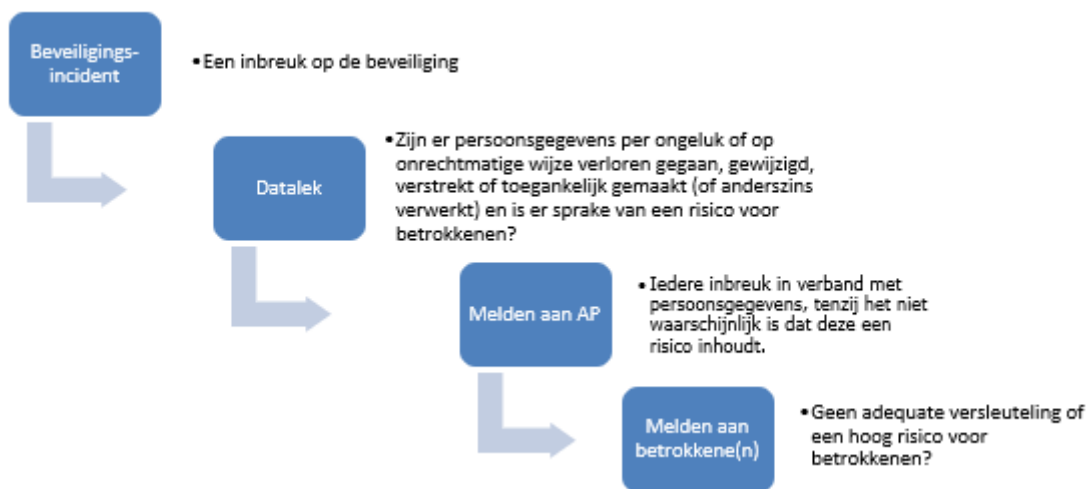 Beveiligings-
incident
•Een inbreuk op de beveiliging
Datalek
•Zijn er persoonsgegevens per ongeluk of op
onrechtmatige wijze verloren gegaan, gewijzigd,
verstrekt of toegankelijk gemaakt (of anderszins
verwerkt) en is er sprake van een risico voor
betrokkenen?
Melden aan AP
• Iedere inbreuk in verband met
persoonsgegevens, tenzij het niet
waarschijnlijk is dat deze een
risico inhoudt.
Melden aan
betrokkene(n)
•Geen adequate versleuteling of
een hoog risico voor
betrokkenen?